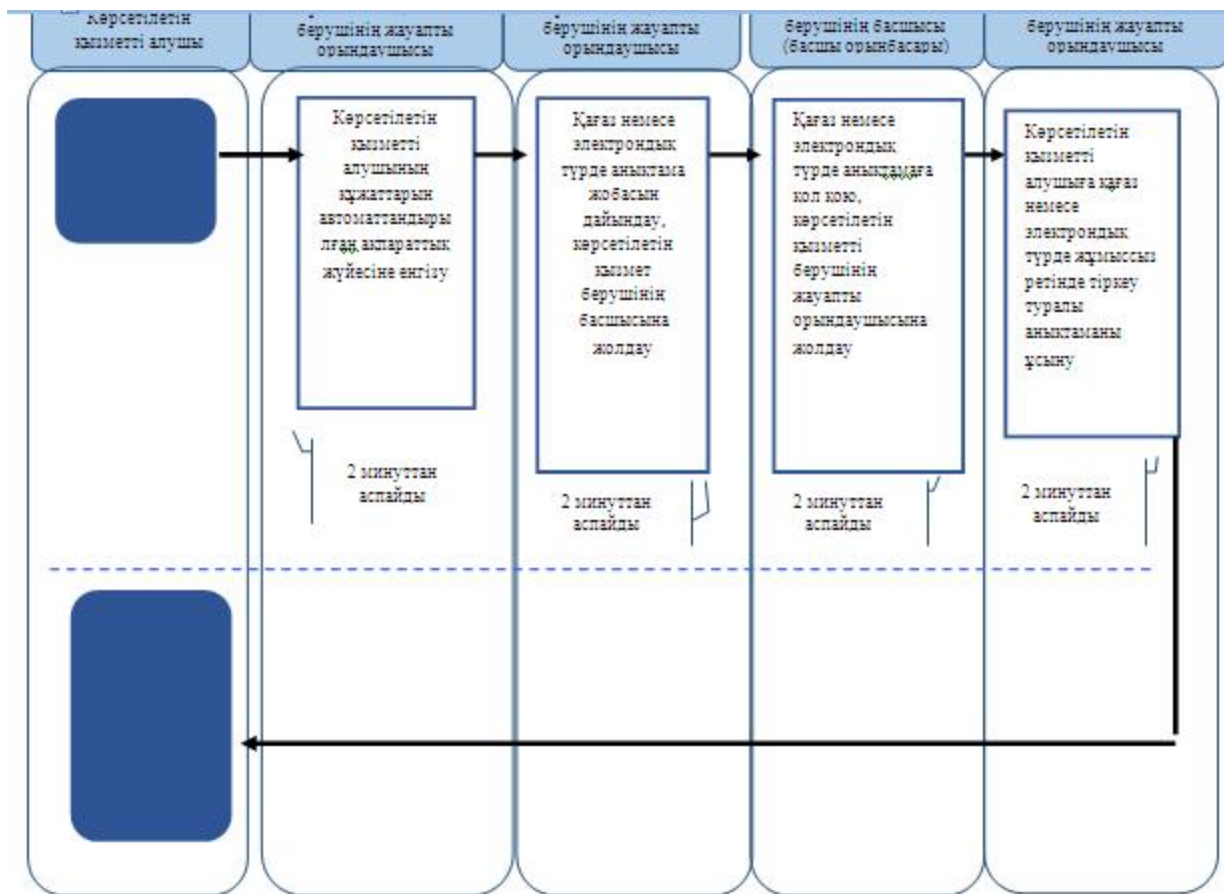 Көрсетілетін
қызметті алушы
берушінің жауапты
орындаушысы
берушінің жауапты
орындаушысы
берушінің басшысы
(басшы орынбасары)
берушінің жауапты
орындаушысы
Көрсетілетін
қызметті
алушының
құжаттарын
автоматтандыры
лған ақпараттық
жүйесіне енгізу
Қағаз немесе
электрондық
түрде анықтама
жобасын
дайындау,
көрсетілетін
қызмет
берушінің
басшысына
жолдау
Қағаз немесе
электрондық
түрде анықтамаға
қол қою,
көрсетілетін
қызметті
берушінің
жауапты
орындаушысына
жолдау
Көрсетілетін
қызметті
алушыға қағаз
немесе
электрондық
түрде жұмыссыз
ретінде тіркеу
туралы
анықтаманы
ұсыну
2 минуттан
аспайды
2 минуттан
аспайды
2 минуттан
аспайды
2 минуттан
аспайды